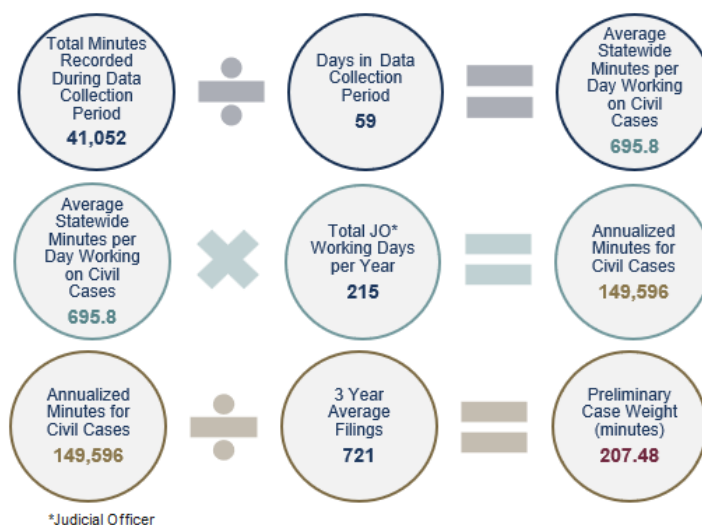 Total Minutes
Recorded
During Data
Collection
Period
41,052
Days in Data
Collection
Period
59
Average
Statewide
Minutes per
Day Working
on Civil Cases
695.8
Average
Statewide
Minutes per
Day Working
on Civil
Cases
695.8
Total JO*
Working Days
per Year
215
Annualized
Minutes for
Civil Cases
149,596
Annualized
Minutes for
Civil Cases
149,596
3 Year
Average
Filings
721
Preliminary
Case Weight
(minutes)
207.48
*Judicial Officer